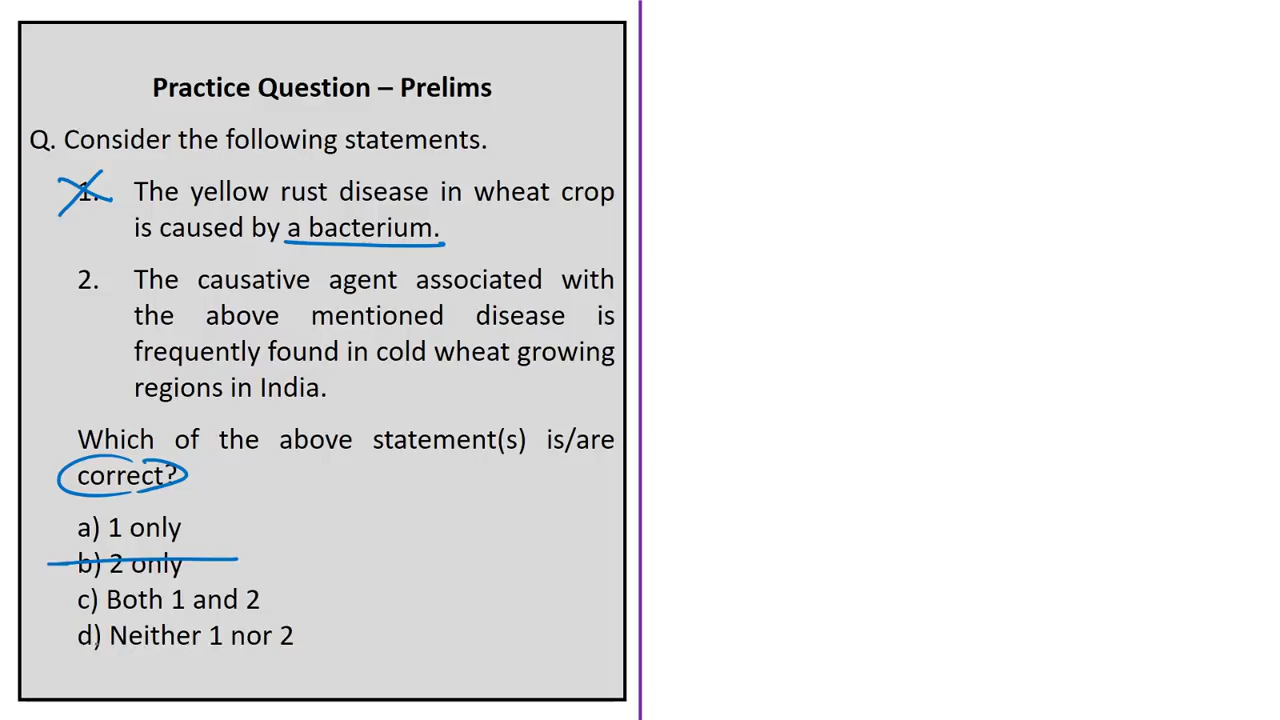 Practice Question – Prelims
Q. Consider the following statements.
1. The yellow rust disease in wheat crop
is caused by a bacterium.
2. The causative agent associated with
the above mentioned disease is
frequently found in cold wheat growing
regions in India.
Which of the above statement(s) is/are
correct?
a) 1 only
b) 2 only
c) Both 1 and 2
d) Neither 1 nor 2